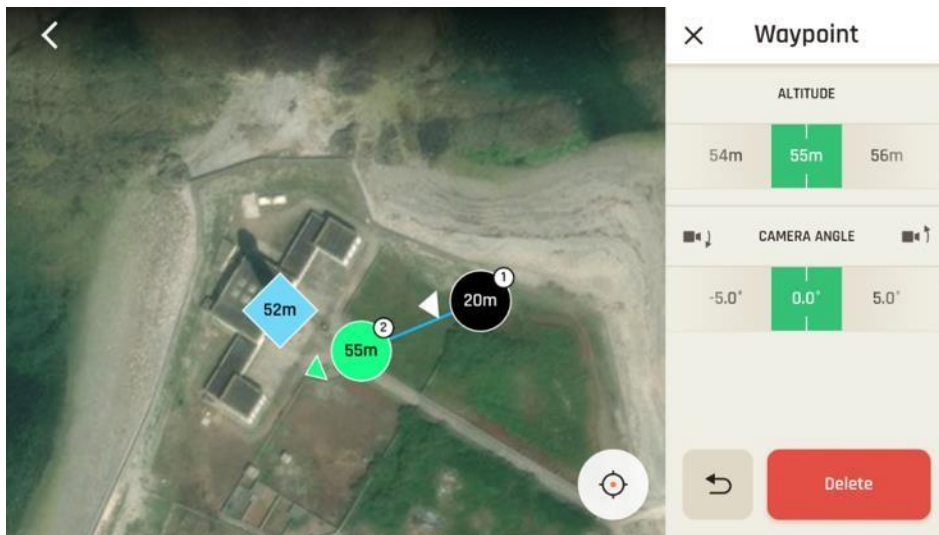 Waypoint
ALTITUDE
54m 55m 56m
CAMERA ANGLE
-5.0° 0.0° 5.0°
52m
1
20m
2
55m
Delete